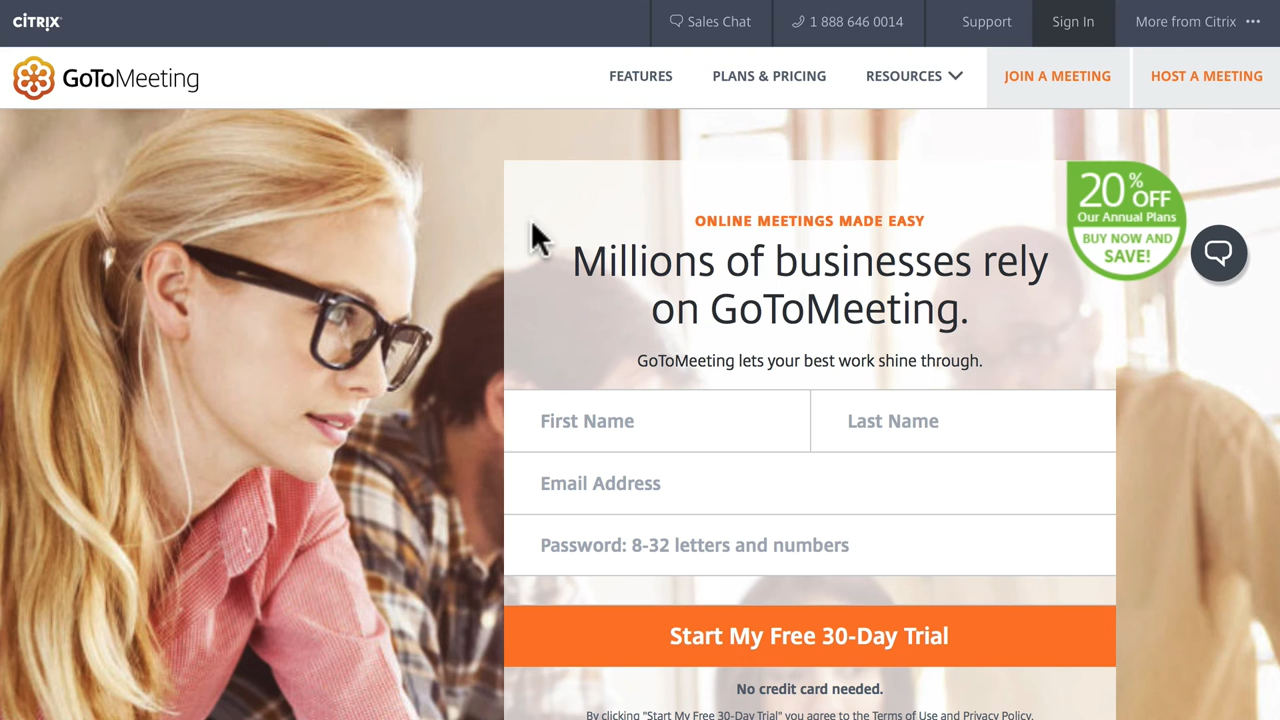 CITRIX
Sales Chat
1 888 646 0014
Support
Sign In
More from Citrix
GoToMeeting
FEATURES
PLANS & PRICING
RESOURCES
JOIN A MEETING
HOST A MEETING
20% OFF
Our Annual Plans
BUY NOW AND
SAVE!
ONLINE MEETINGS MADE EASY
Millions of businesses rely
on GoToMeeting.
GoToMeeting lets your best work shine through.
First Name
Last Name
Email Address
Password: 8-32 letters and numbers
Start My Free 30-Day Trial
No credit card needed.
By clicking "Start My Free 30-Day Trial" you agree to the Terms of Use and Privacy Policy.